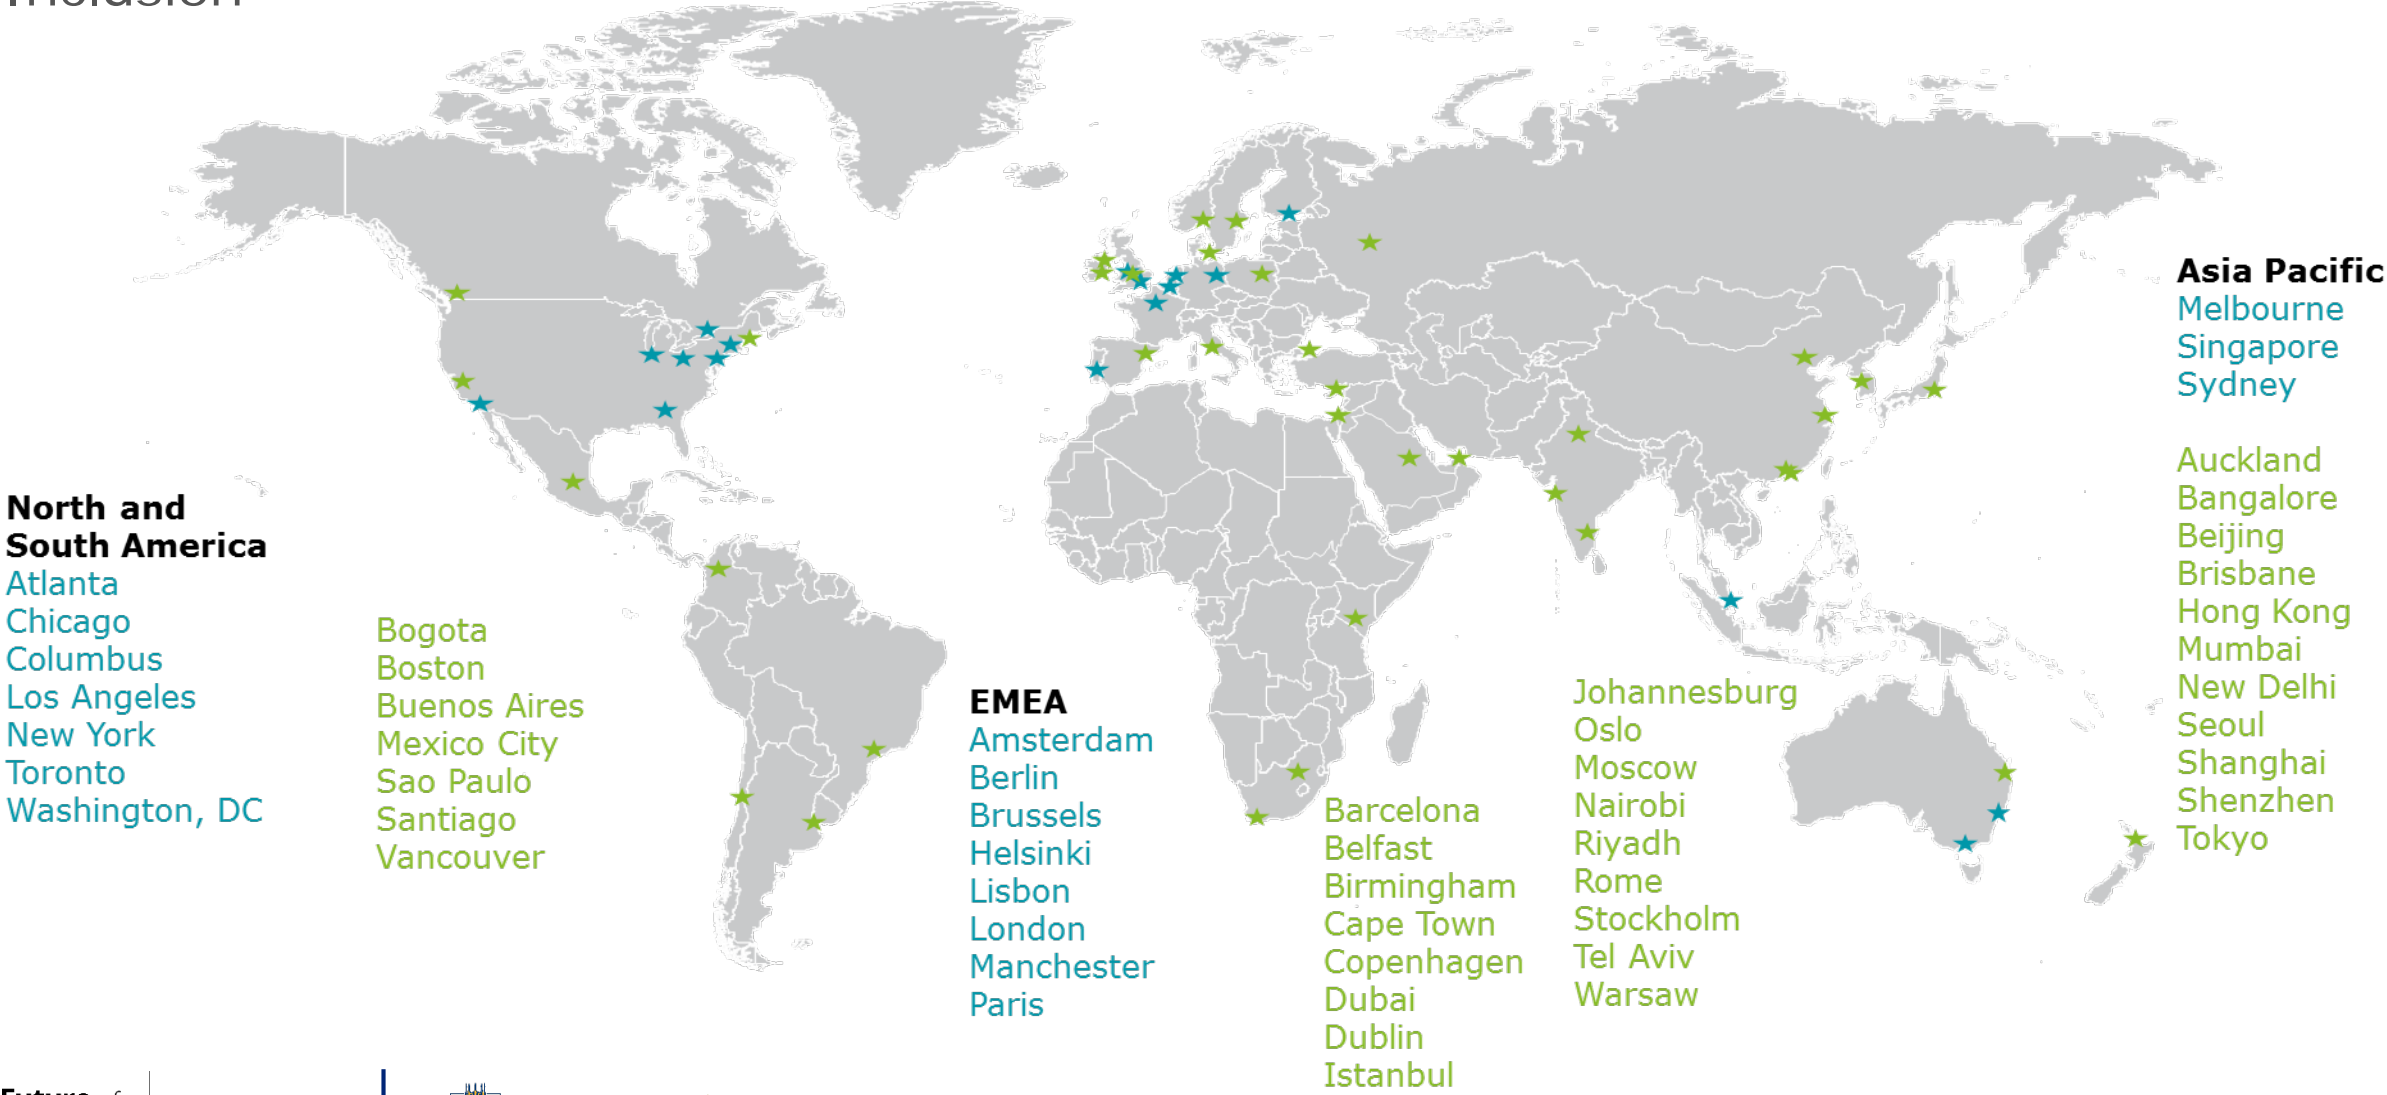 North and
South America
Atlanta
Chicago
Columbus
Los Angeles
New York
Toronto
Washington, DC
Bogota
Boston
Buenos Aires
Mexico City
Sao Paulo
Santiago
Vancouver
EMEA
Amsterdam
Berlin
Brussels
Helsinki
Lisbon
London
Manchester
Paris
Barcelona
Belfast
Birmingham
Cape Town
Copenhagen
Dubai
Dublin
Istanbul
Johannesburg
Oslo
Moscow
Nairobi
Riyadh
Rome
Stockholm
Tel Aviv
Warsaw
Asia Pacific
Melbourne
Singapore
Sydney
Auckland
Bangalore
Beijing
Brisbane
Hong Kong
Mumbai
New Delhi
Seoul
Shanghai
Shenzhen
Tokyo